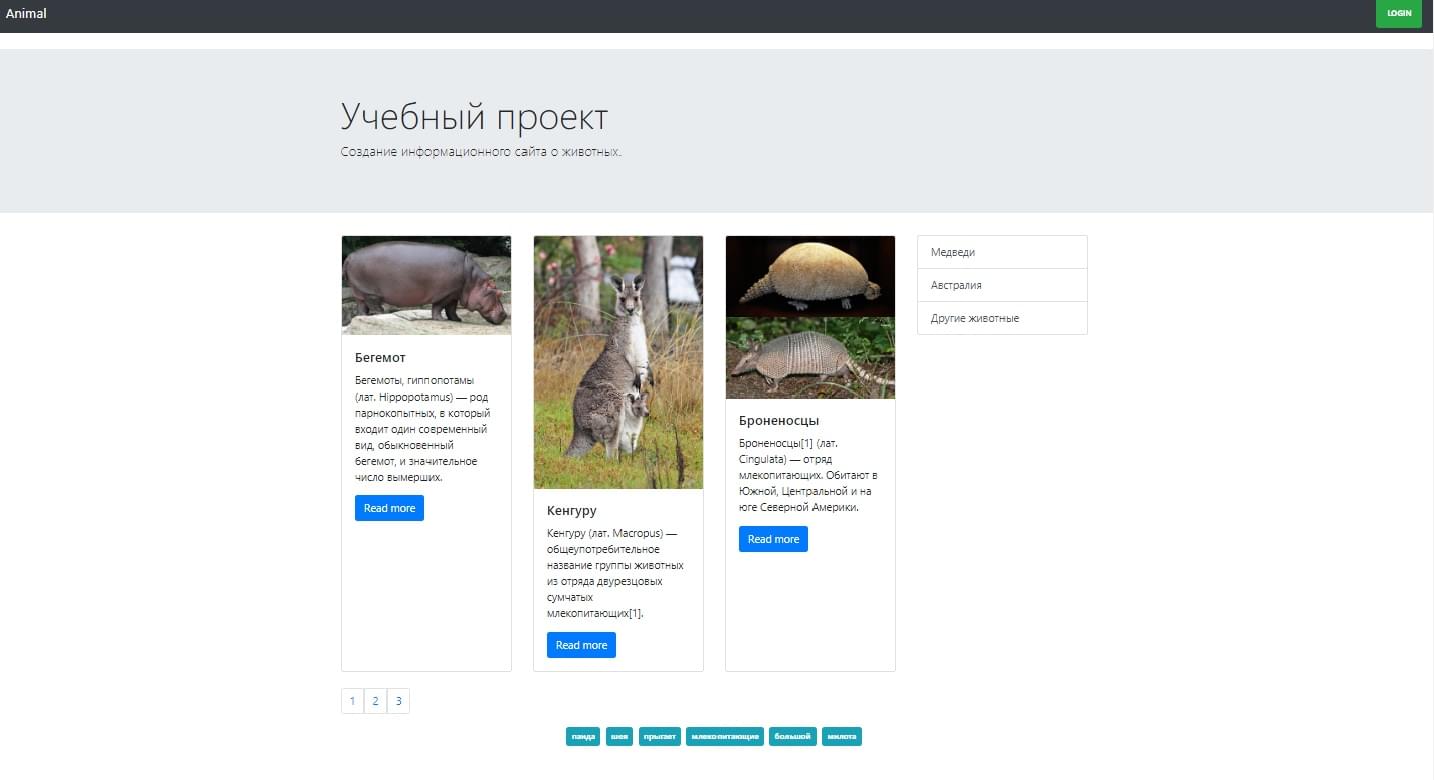 Animal
LOGIN
Учебный проект
Создание информационного сайта о животных.
Бегемот
Бегемоты, гиппопотамы
(лат. Hippopotamus) — род
парнокопытных, в который
входит один современный
вид, обыкновенный
бегемот, и значительное
число вымерших.
Read more
Кенгуру
Кенгуру (лат. Macropus) —
общеупотребительное
название группы животных
из отряда двурезцовых
сумчатых
млекопитающих[1].
Read more
Броненосцы
Броненосцы[1] (лат.
Cingulata) — отряд
млекопитающих. Обитают в
Южной, Центральной и на
юге Северной Америки.
Read more
Медведи
Австралия
Другие животные
1 2 3
панда шея прыгает млекопитающие большой милота